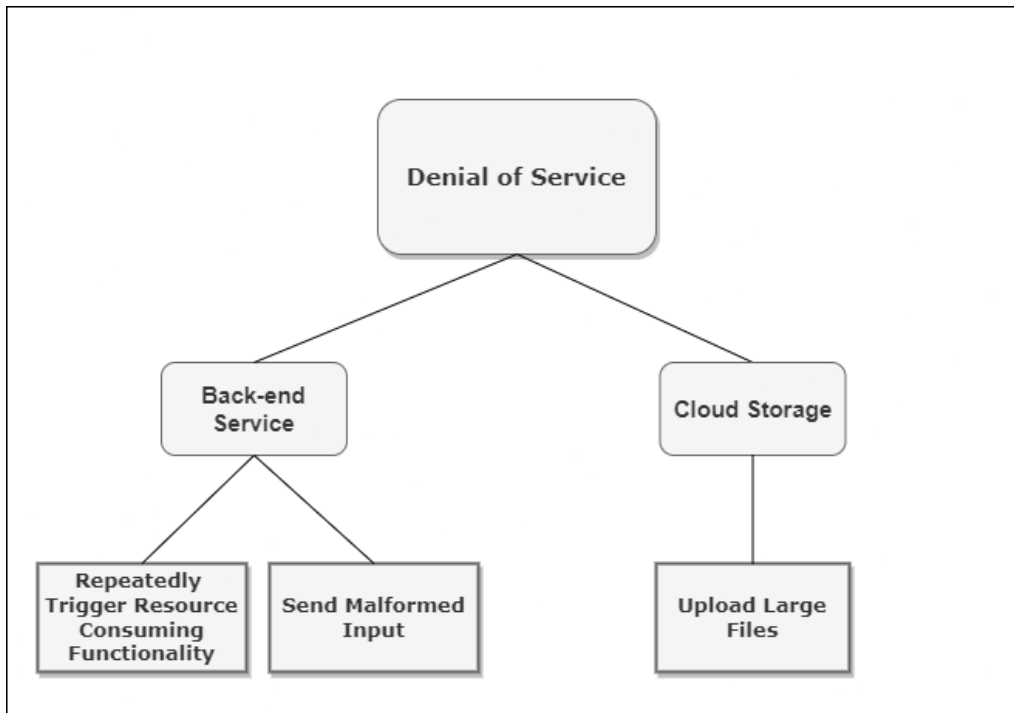 Denial of Service
Back-end
Service
Cloud Storage
Repeatedly
Trigger Resource
Consuming
Functionality
Send Malformed
Input
Upload Large
Files